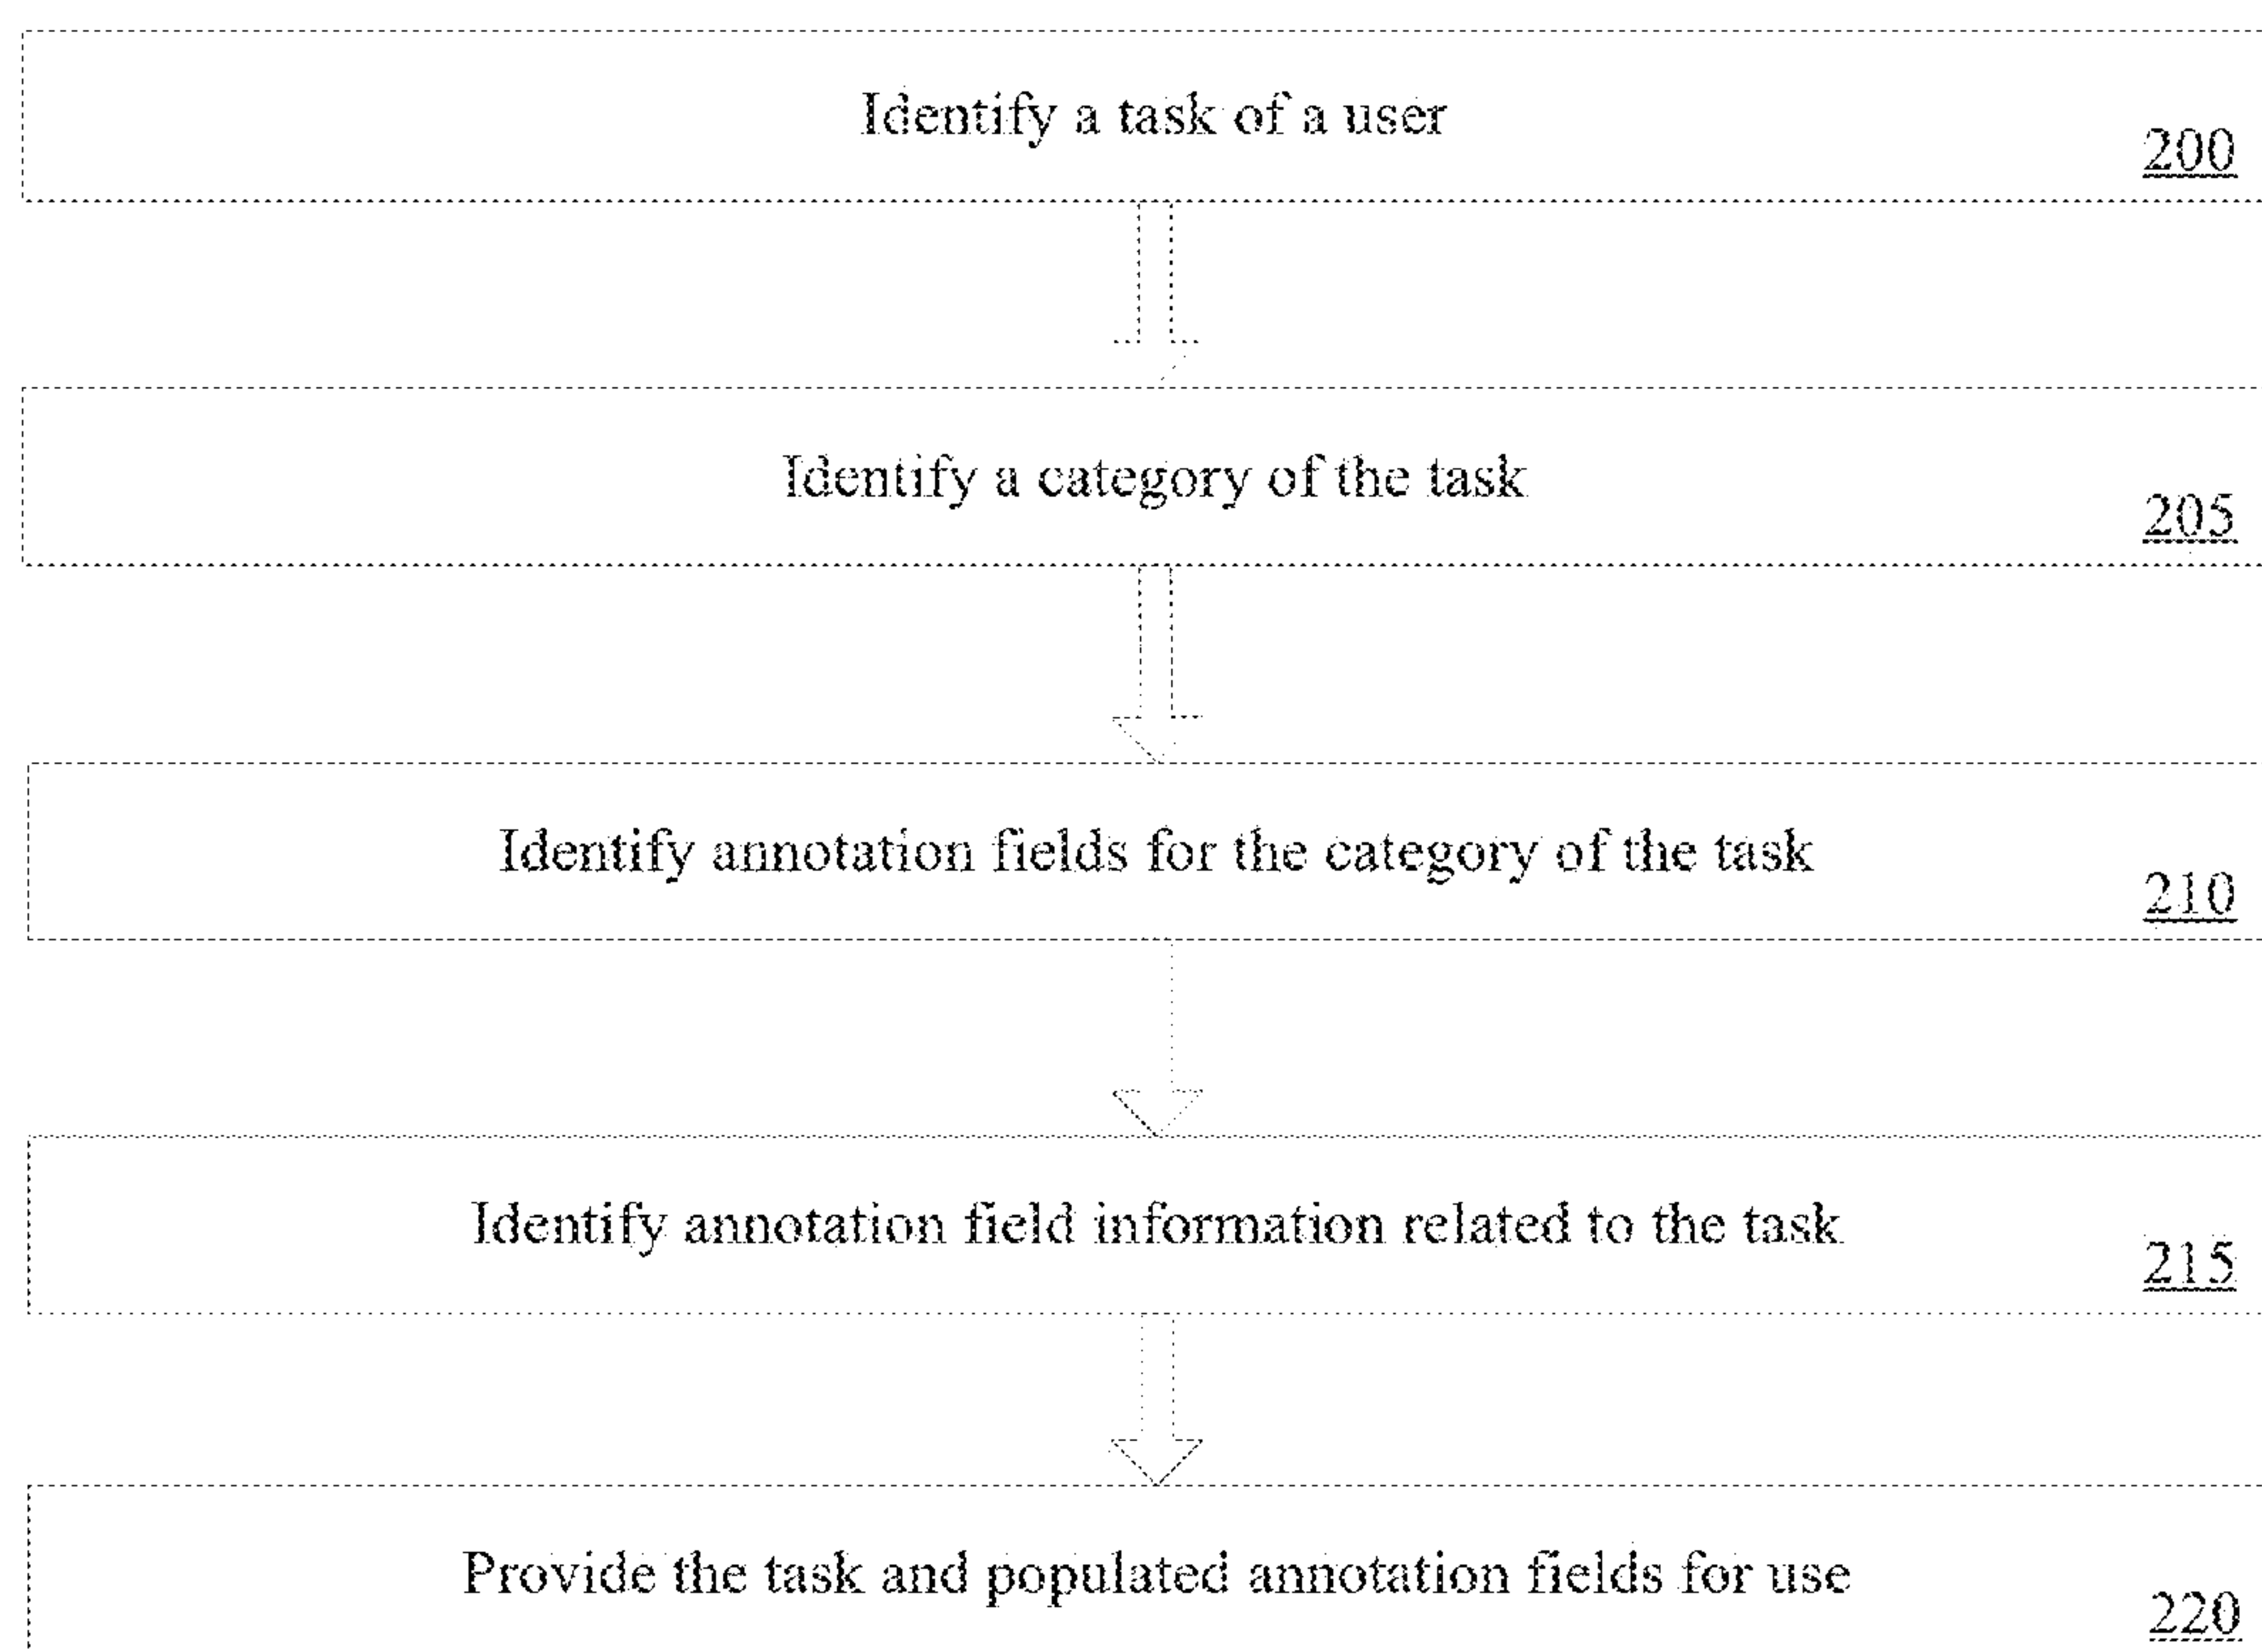 Identify a task of a user
200
Identify a category of the task
205
Identify annotation fields for the category of the task
210
Identify annotation field information related to the task
215
Provide the task and populated annotation fields for use
220